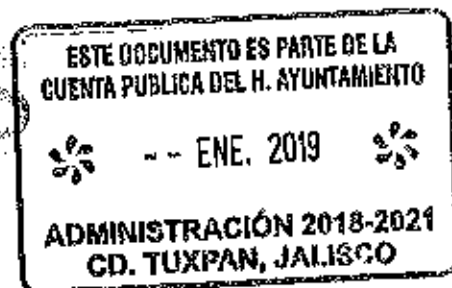 ESTE DOCUMENTO ES PARTE DE LA
CUENTA PUBLICA DEL H. AYUNTAMIENTO
-- ENE. 2019
ADMINISTRACIÓN 2018-2021
CD. TUXPAN, JALISCO